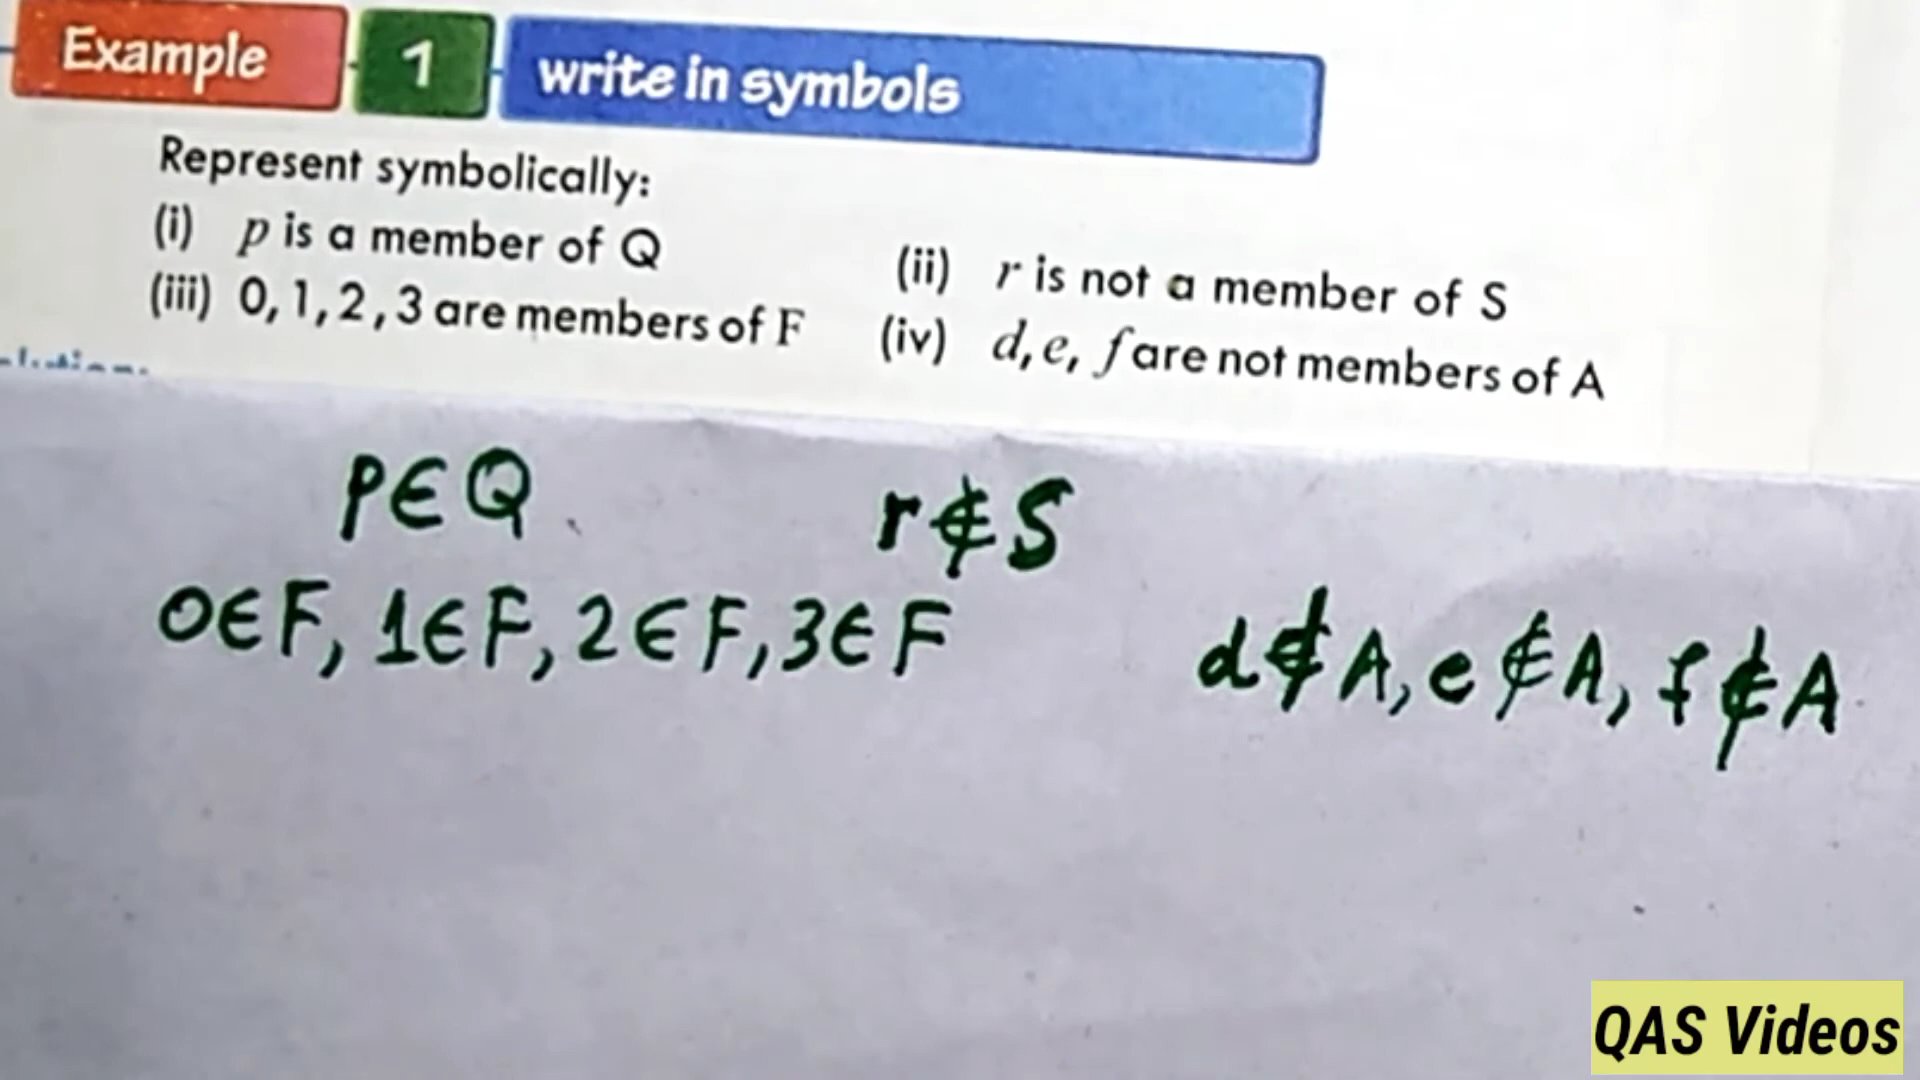 Example 1 write in symbols
Represent symbolically:
(i) p is a member of Q (ii) r is not a member of S
(iii) 0, 1, 2, 3 are members of F (iv) d, e, f are not members of A
P∈Q r∉S
0∈F, 1∈F, 2∈F, 3∈F d∉A, e∉A, f∉A
QAS Videos